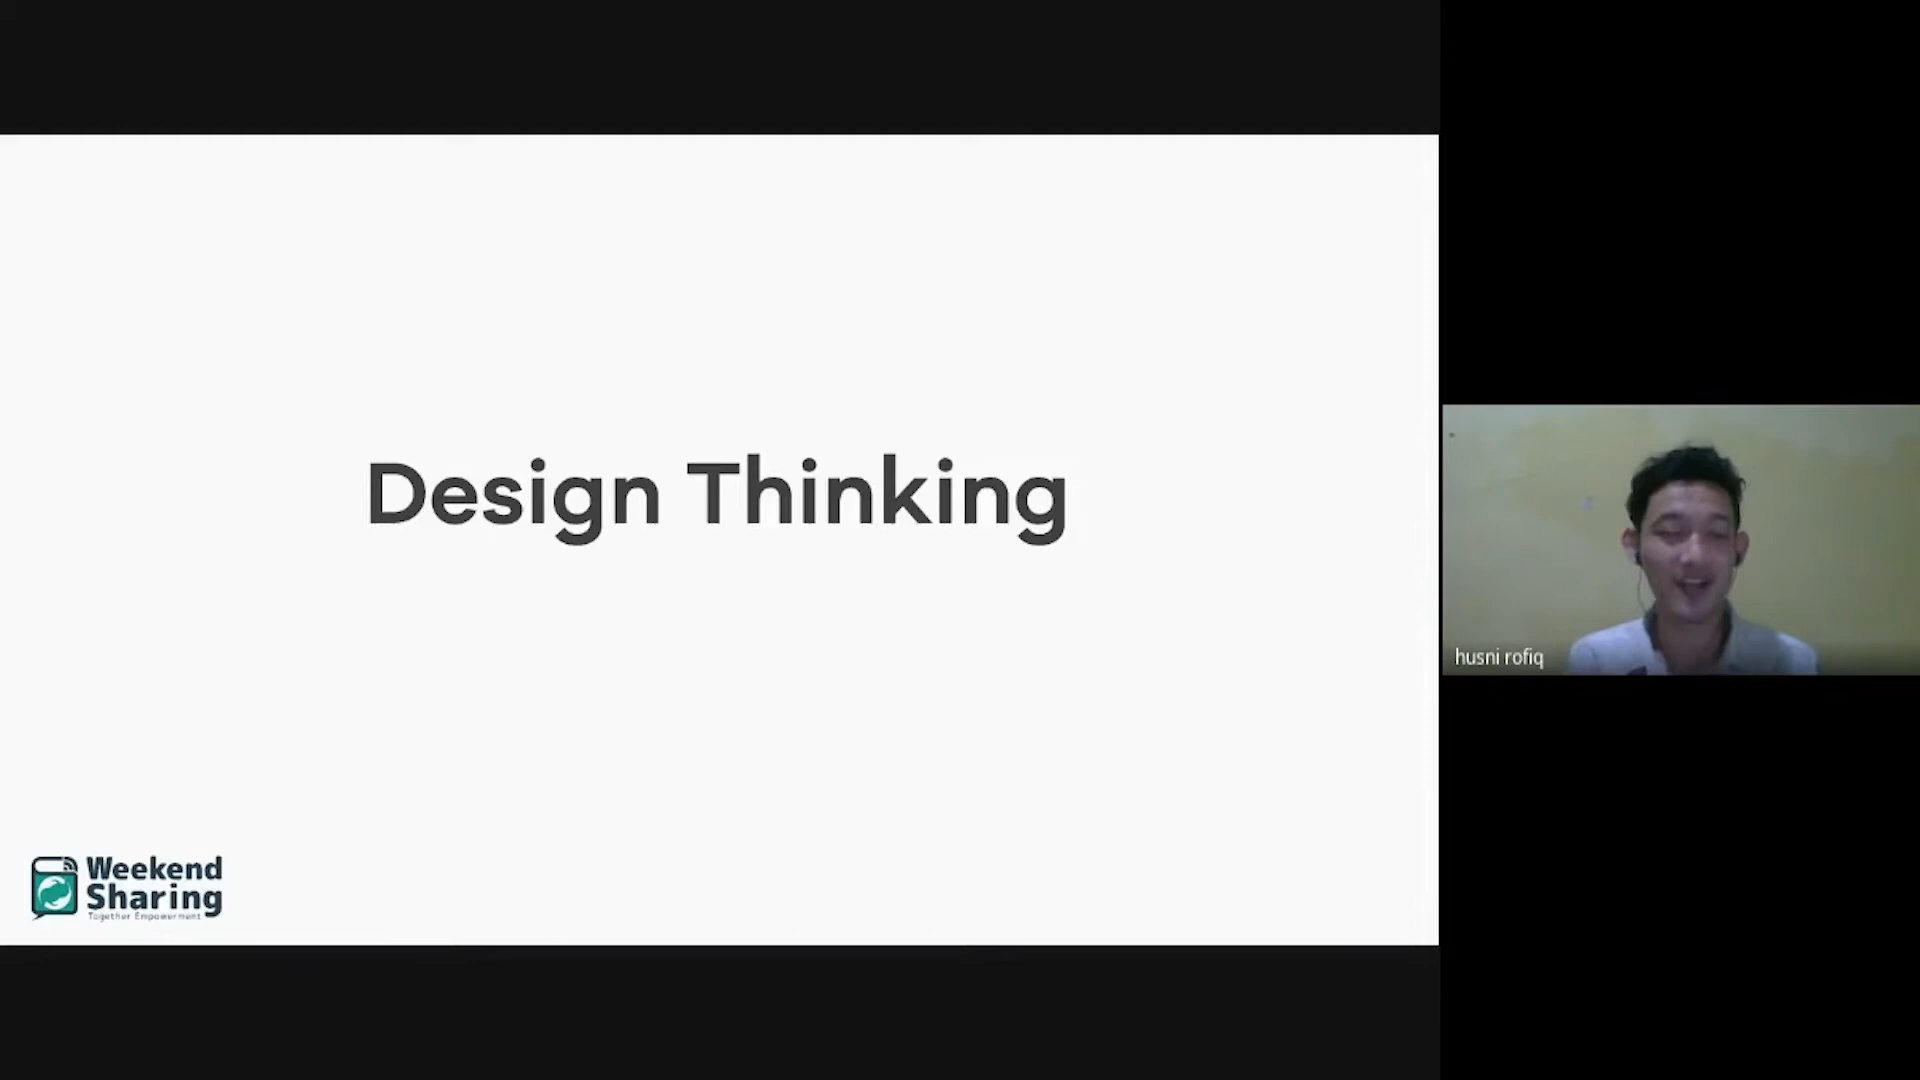 Design Thinking
husni rofiq
Weekend
Sharing
Together Empowerment